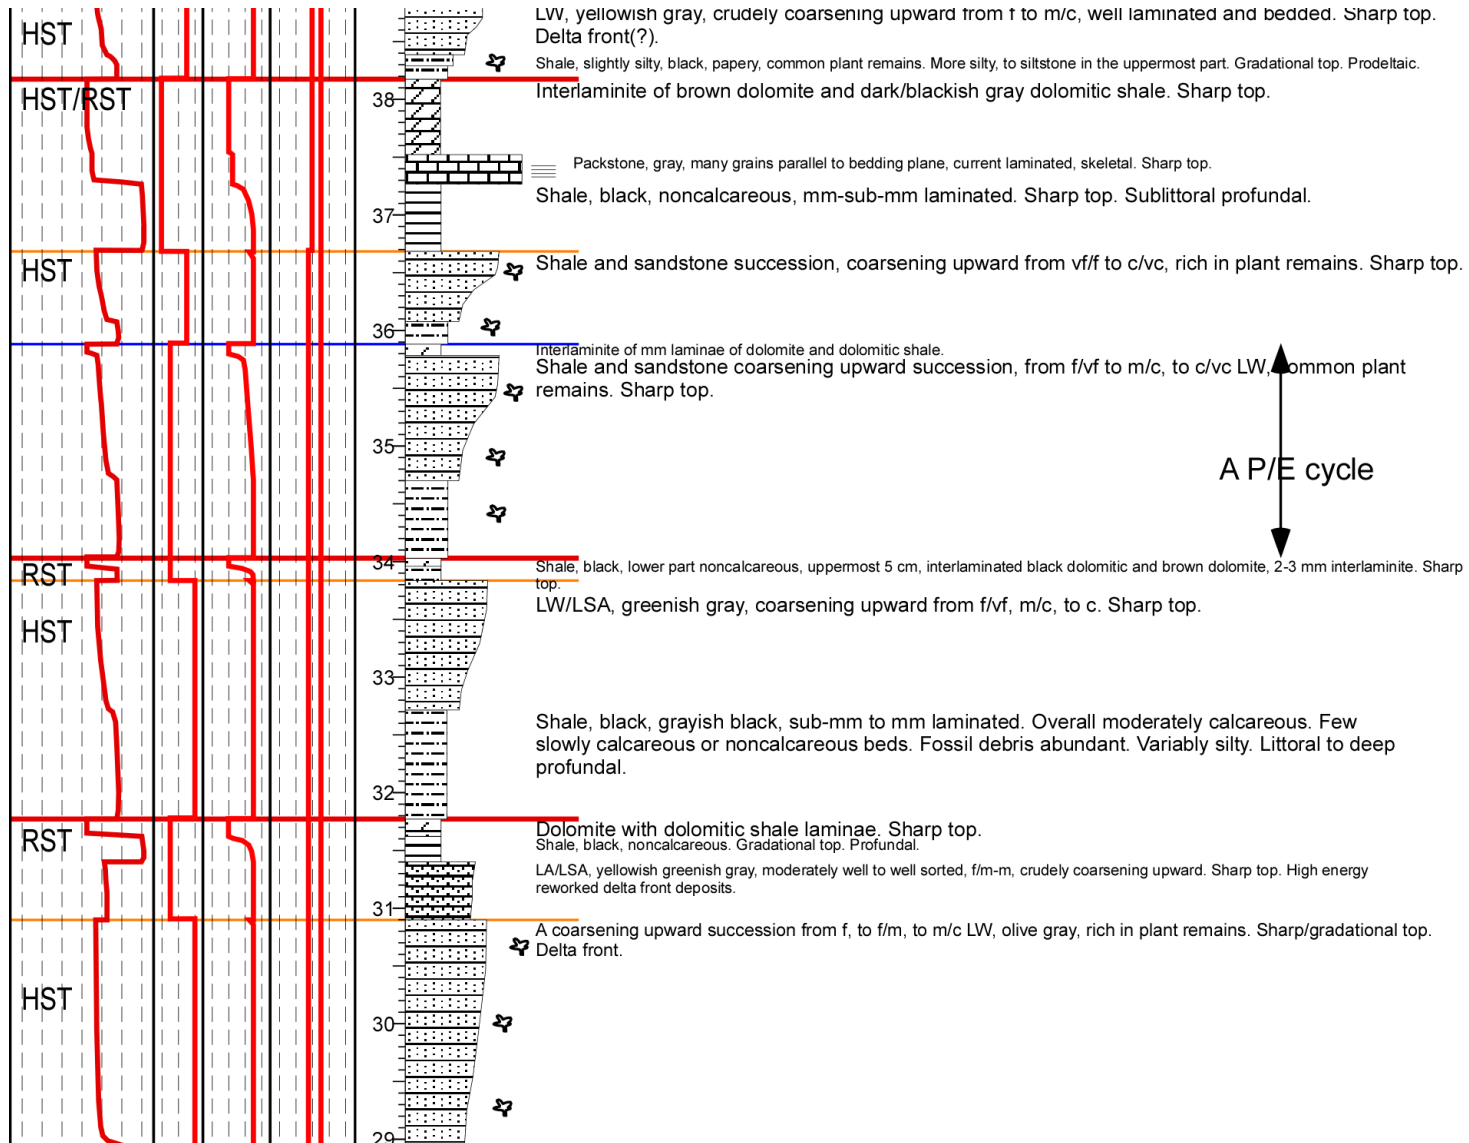 LW, yellowish gray, crudely coarsening upward from f to m/c, well laminated and bedded. Sharp top.
Delta front(?).
HST
Shale, slightly silty, black, papery, common plant remains. More silty, to siltstone in the uppermost part. Gradational top. Prodeltaic.
HST/RST
38
Interlaminite of brown dolomite and dark/blackish gray dolomitic shale. Sharp top.
Packstone, gray, many grains parallel to bedding plane, current laminated, skeletal. Sharp top.
Shale, black, noncalcareous, mm-sub-mm laminated. Sharp top. Sublittoral profundal.
37
HST
Shale and sandstone succession, coarsening upward from vf/f to c/vc, rich in plant remains. Sharp top.
36
Interlaminite of mm laminae of dolomite and dolomitic shale.
Shale and sandstone coarsening upward succession, from f/vf to m/c, to c/vc LW, common plant
remains. Sharp top.
35
A P/E cycle
34
RST
Shale, black, lower part noncalcareous, uppermost 5 cm, interlaminated black dolomitic and brown dolomite, 2-3 mm interlaminite. Sharp
top.
LW/LSA, greenish gray, coarsening upward from f/vf, m/c, to c. Sharp top.
HST
33
Shale, black, grayish black, sub-mm to mm laminated. Overall moderately calcareous. Few
slowly calcareous or noncalcareous beds. Fossil debris abundant. Variably silty. Littoral to deep
profundal.
32
RST
Dolomite with dolomitic shale laminae. Sharp top.
Shale, black, noncalcareous. Gradational top. Profundal.
LA/LSA, yellowish greenish gray, moderately well to well sorted, f/m-m, crudely coarsening upward. Sharp top. High energy
reworked delta front deposits.
31
A coarsening upward succession from f, to f/m, to m/c LW, olive gray, rich in plant remains. Sharp/gradational top.
Delta front.
HST
30
29